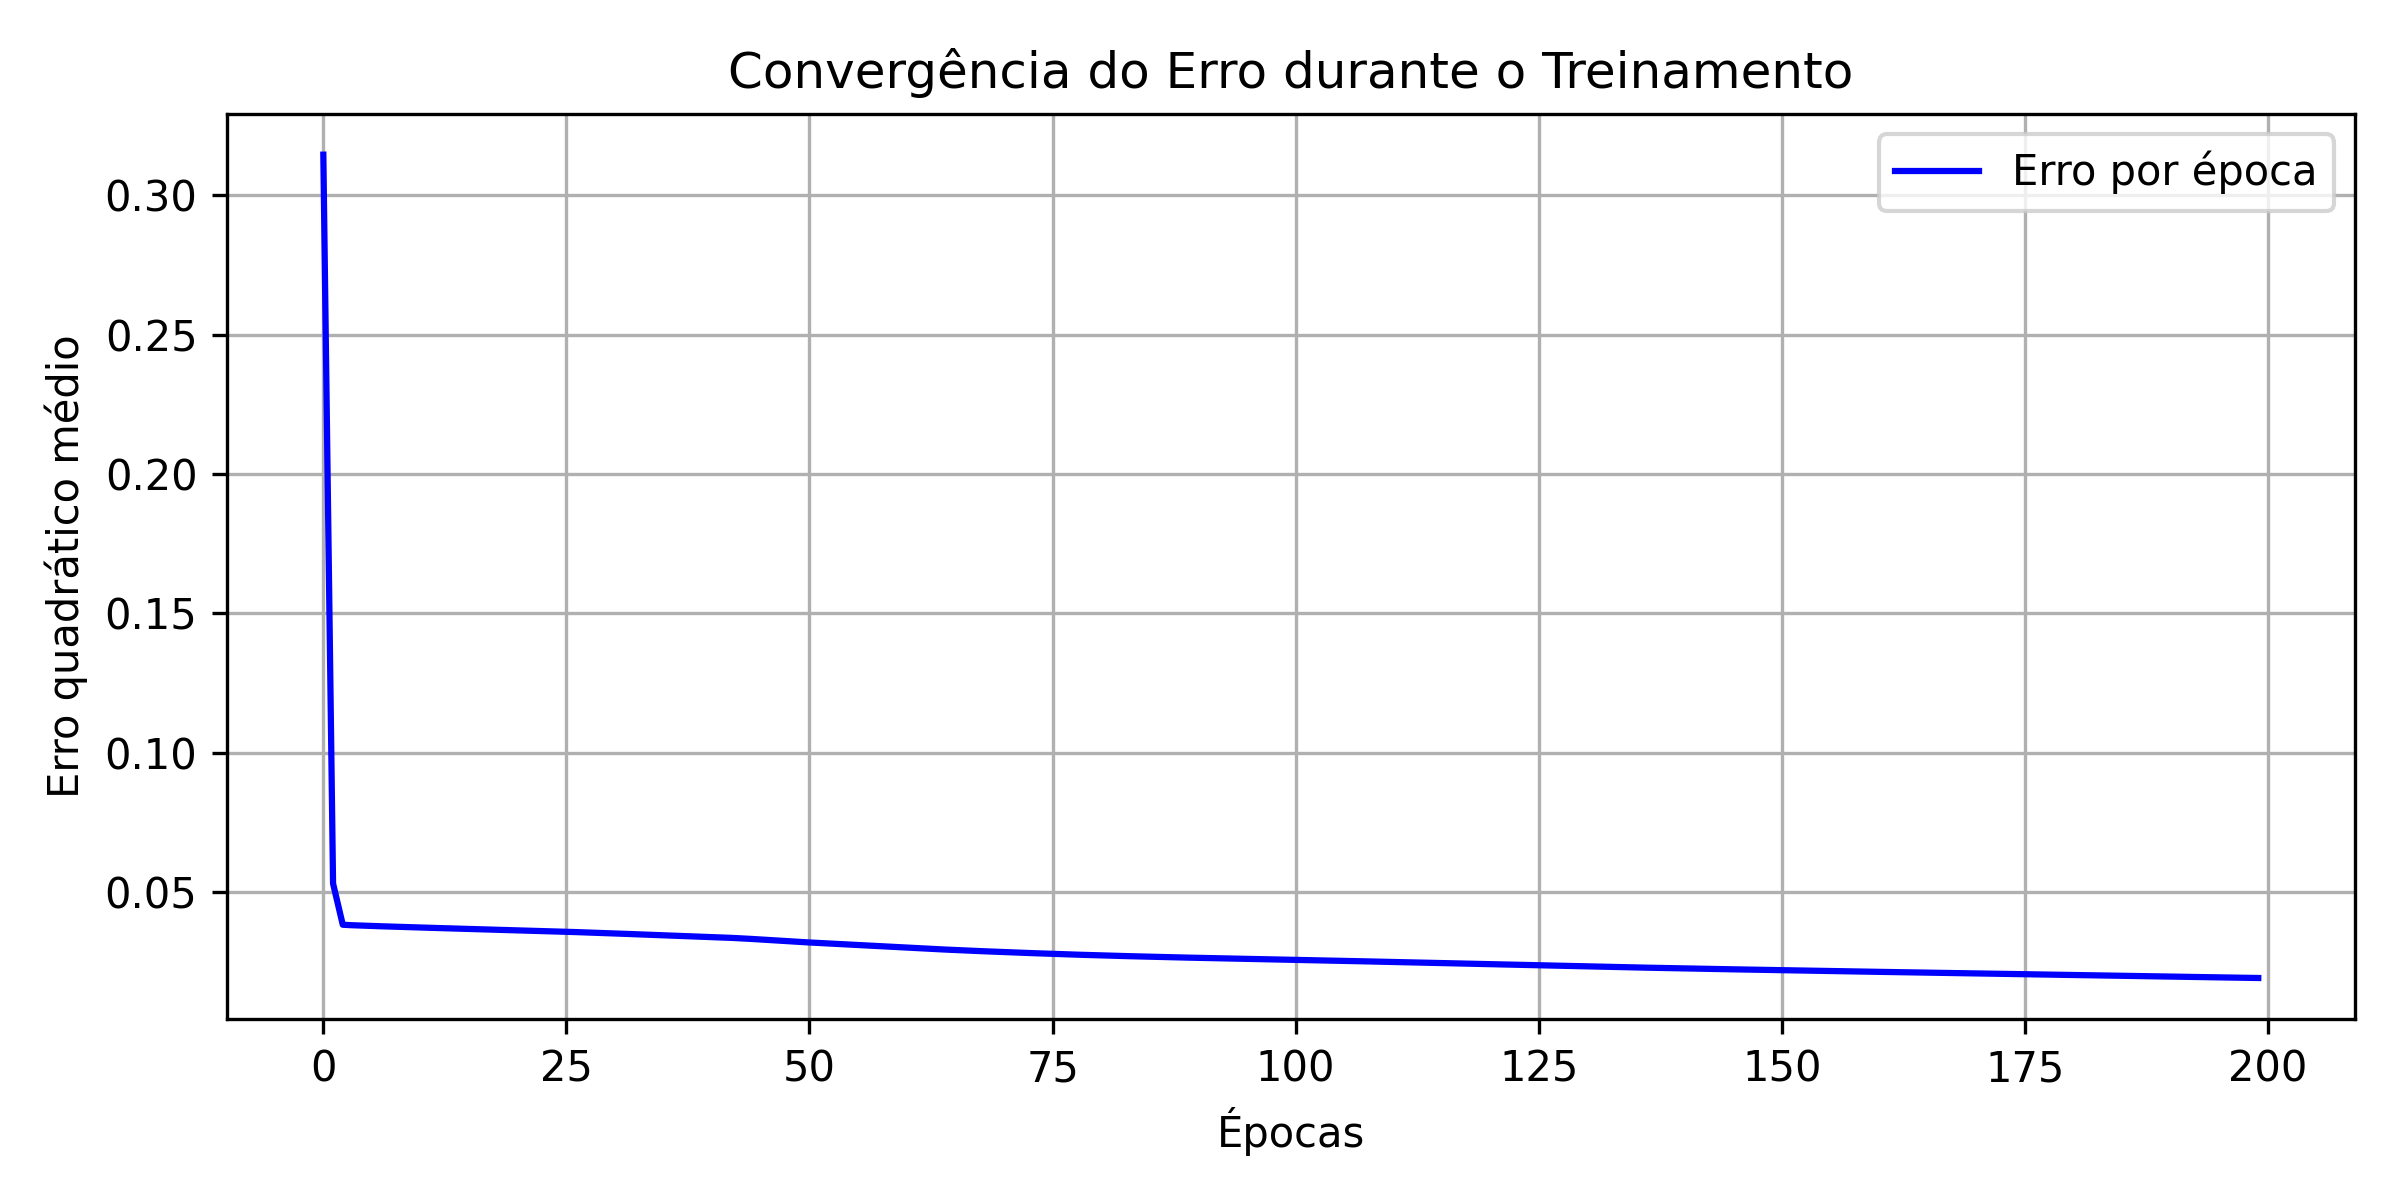 Convergência do Erro durante o Treinamento
Erro por época
Erro quadrático médio
0.30
0.25
0.20
0.15
0.10
0.05
0 25 50 75 100 125 150 175 200
Épocas